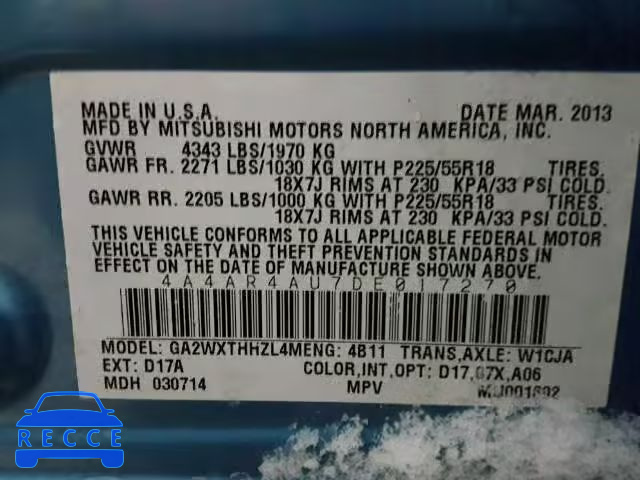 MADE IN U.S.A. DATE MAR. 2013
MFD BY MITSUBISHI MOTORS NORTH AMERICA, INC.
GVWR 4343 LBS/1970 KG
GAWR FR. 2271 LBS/1030 KG WITH P225/55R18 TIRES.
18X7J RIMS AT 230 KPA/33 PSI COLD.
GAWR RR. 2205 LBS/1000 KG WITH P225/55R18 TIRES.
18X7J RIMS AT 230 KPA/33 PSI COLD.
THIS VEHICLE CONFORMS TO ALL APPLICABLE FEDERAL MOTOR
VEHICLE SAFETY AND THEFT PREVENTION STANDARDS IN
EFFECT ON THE DATE OF MANUFACTURE SHOWN ABOVE.
4A4AR4AU7DE017270
MODEL: GA2WXTHHZL4M ENG: 4B11 TRANS,AXLE: W1CJA
EXT: D17A COLOR,INT,OPT: D17,07X,A06
MDH 030714 MPV
RECCE